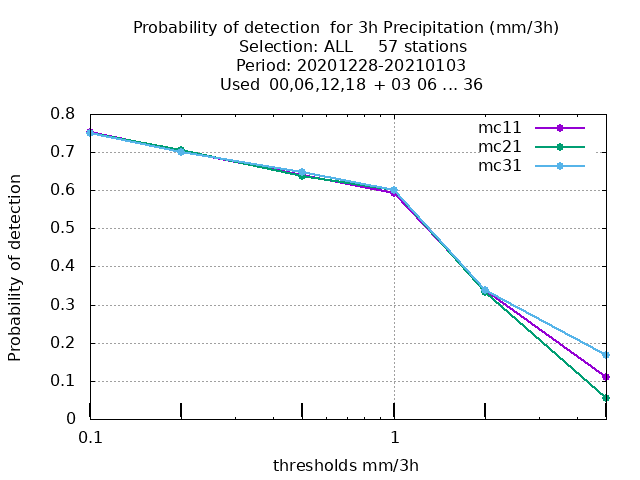 Probability of detection  for 3h Precipitation (mm/3h)
Selection: ALL     57 stations
Period: 20201228-20210103
Used  00,06,12,18  + 03 06 ... 36
0.8
0.7
0.6
0.5
0.4
0.3
0.2
0.1
0
Probability of detection
mc11
mc21
mc31
0.1
1
thresholds mm/3h